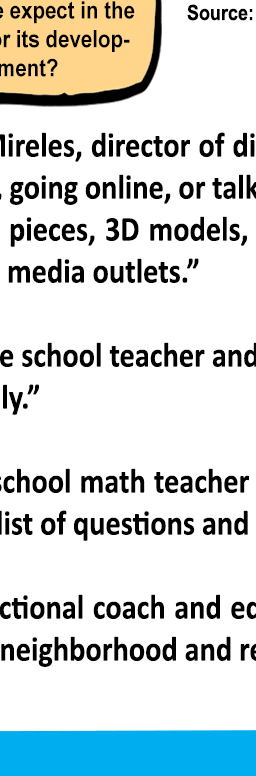 e expect in the
Source:
or its develop-
ment?
Mireles, director of di
, going online, or talk
pieces, 3D models,
media outlets.”
e school teacher and
ly.”
school math teacher
list of questions and
ctional coach and ed
neighborhood and re